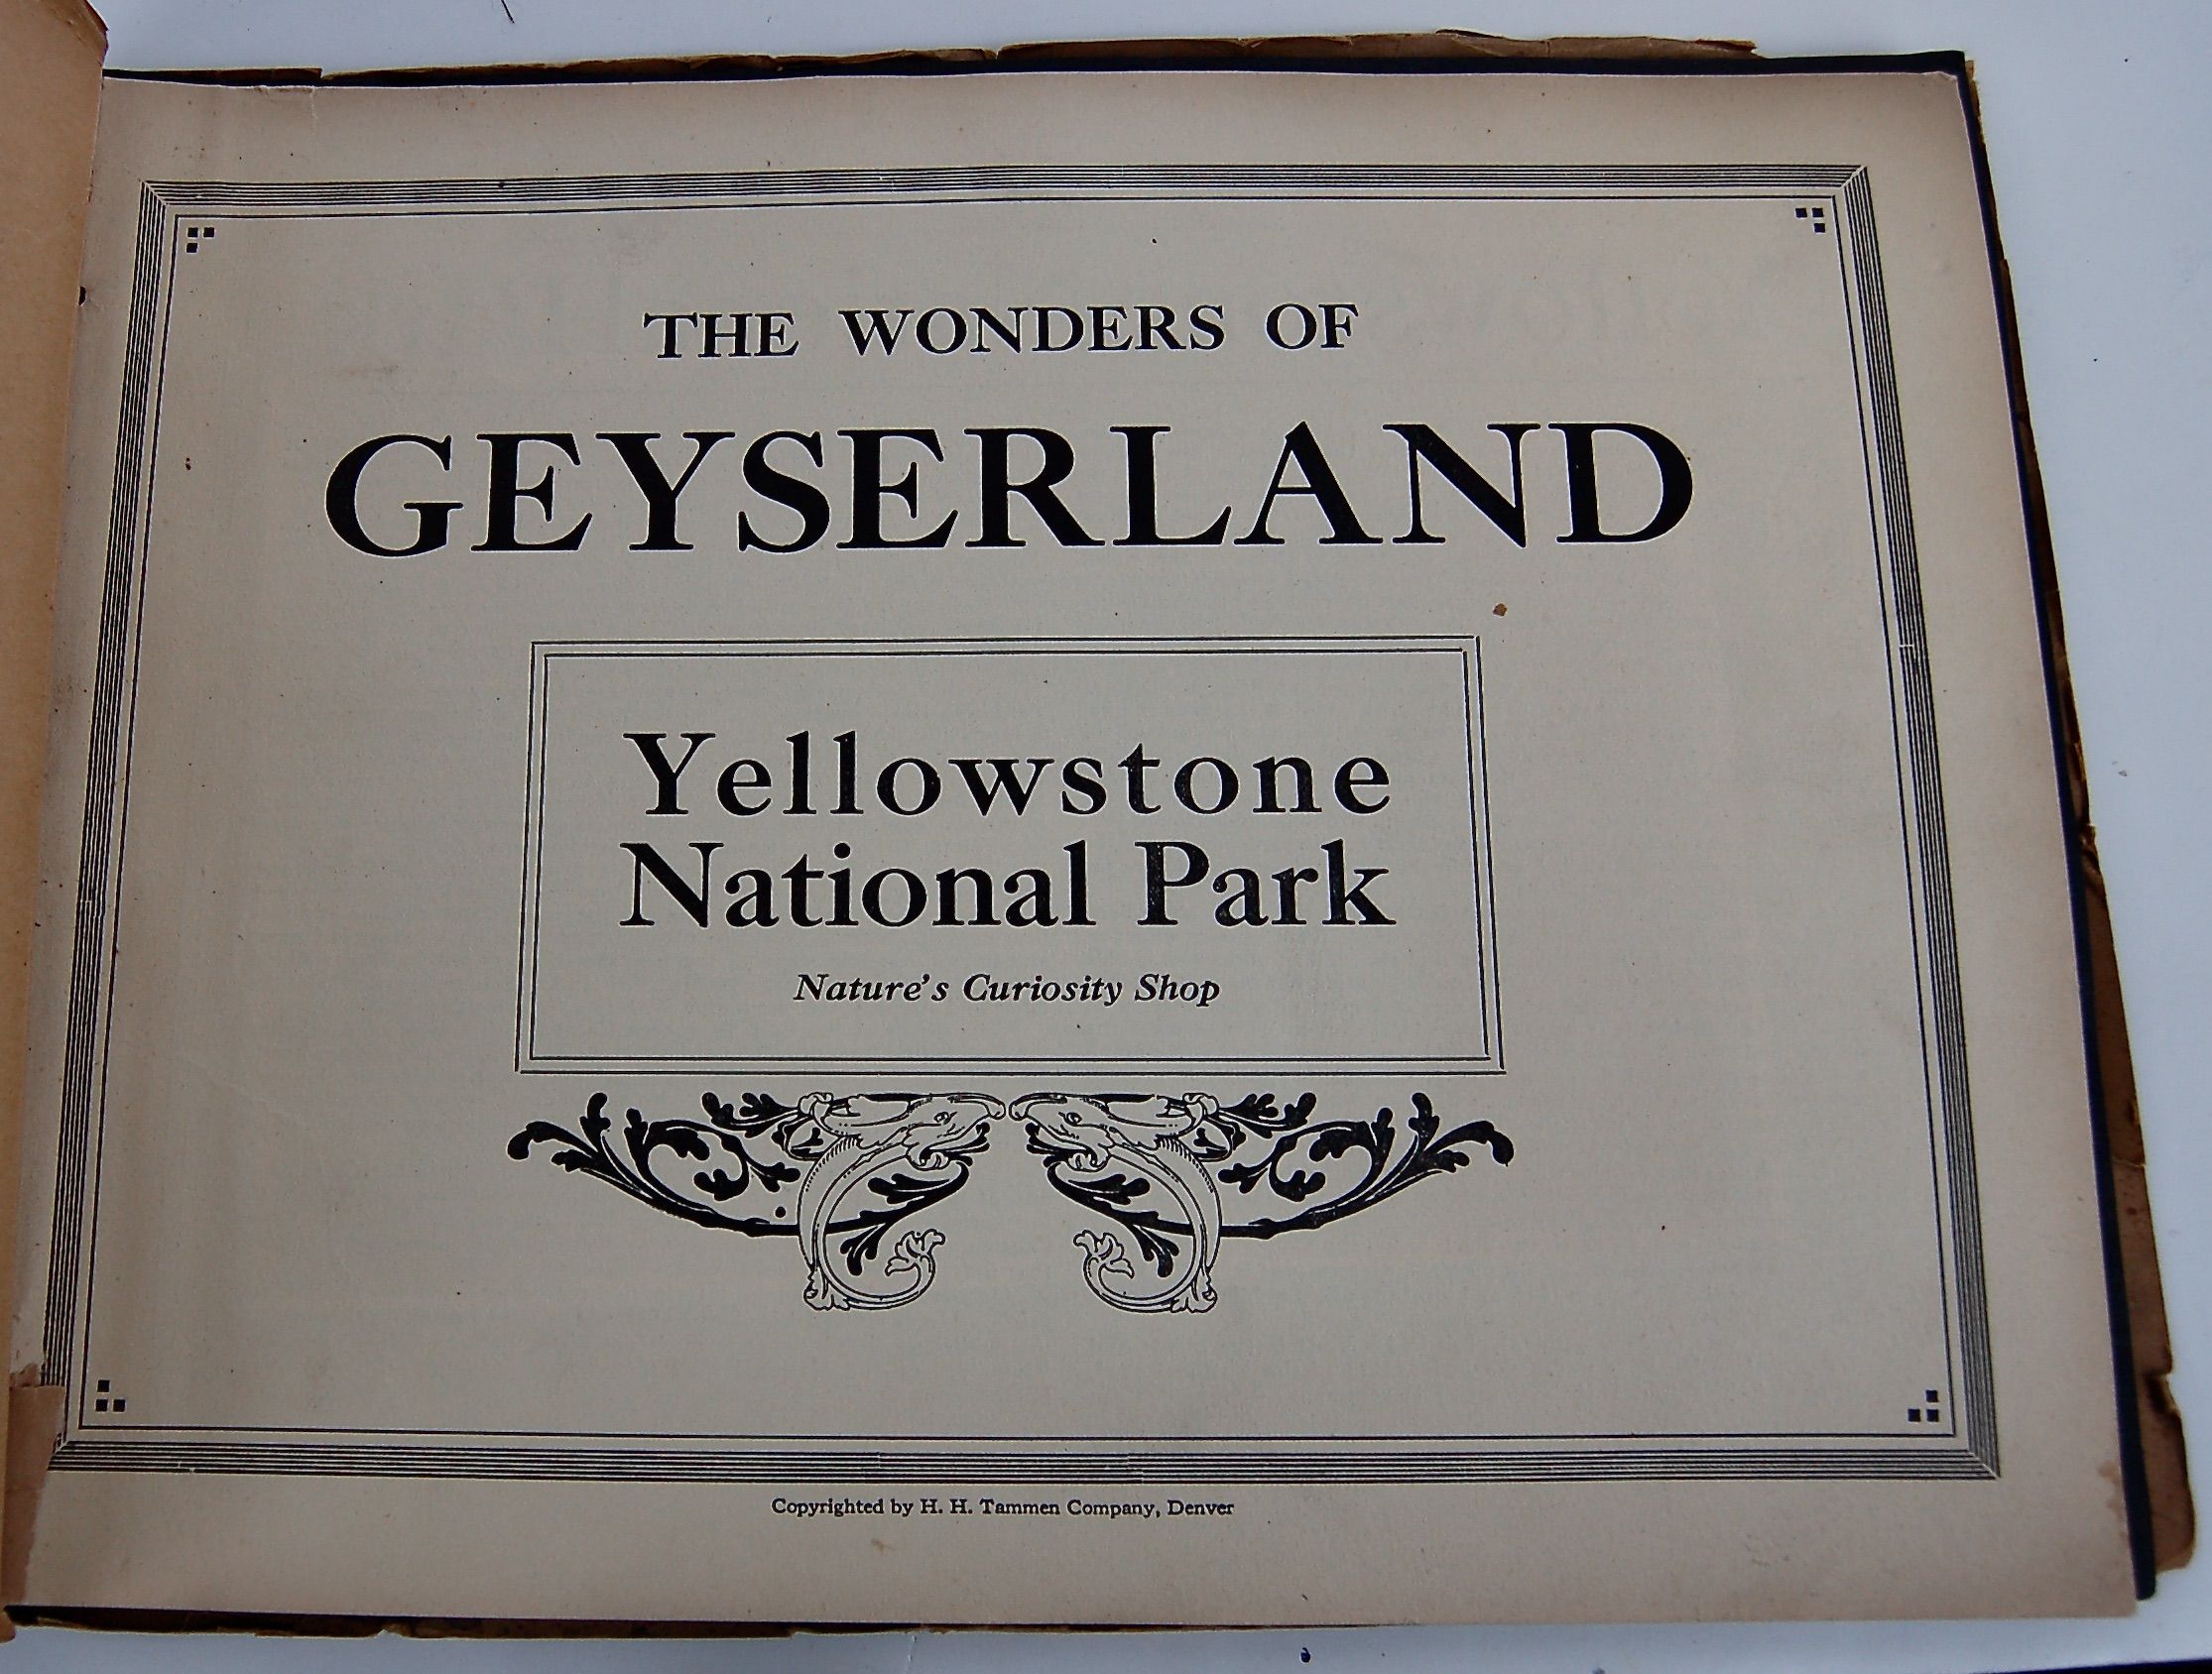 THE WONDERS OF
GEYSERLAND
Yellowstone
National Park
Nature's Curiosity Shop
Copyrighted by H. H. Tammen Company, Denver